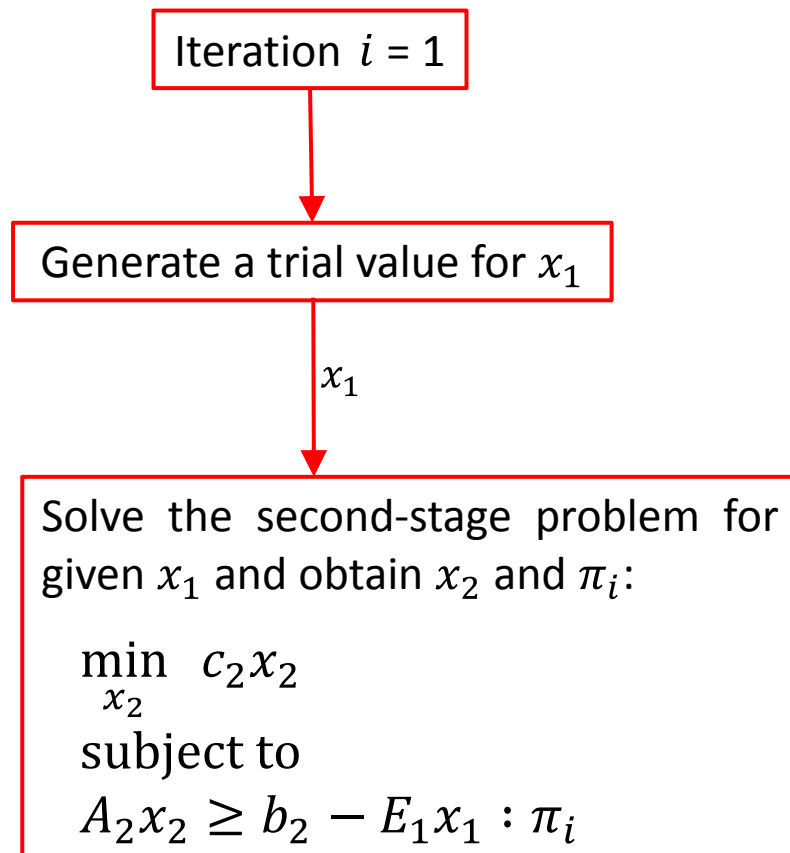 Iteration i = 1
Generate a trial value for x₁
x₁
Solve the second-stage problem for
given x₁ and obtain x₂ and πᵢ:
min c₂x₂
x₂
subject to
A₂x₂ ≥ b₂ − E₁x₁ : πᵢ